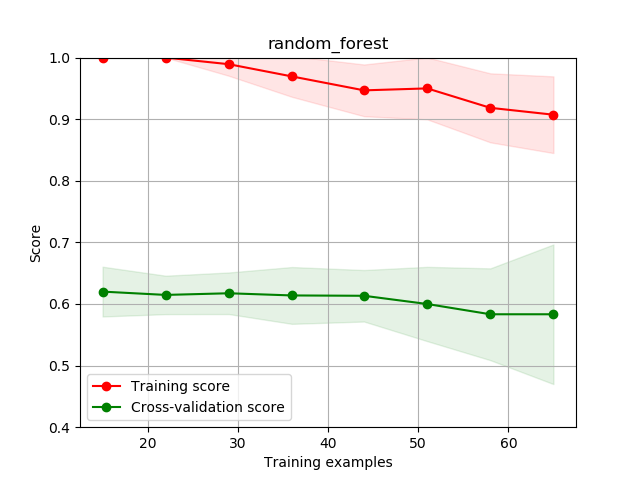 random_forest
1.0
0.9
0.8
0.7
0.6
0.5
0.4
Score
Training score
Cross-validation score
20 30 40 50 60
Training examples